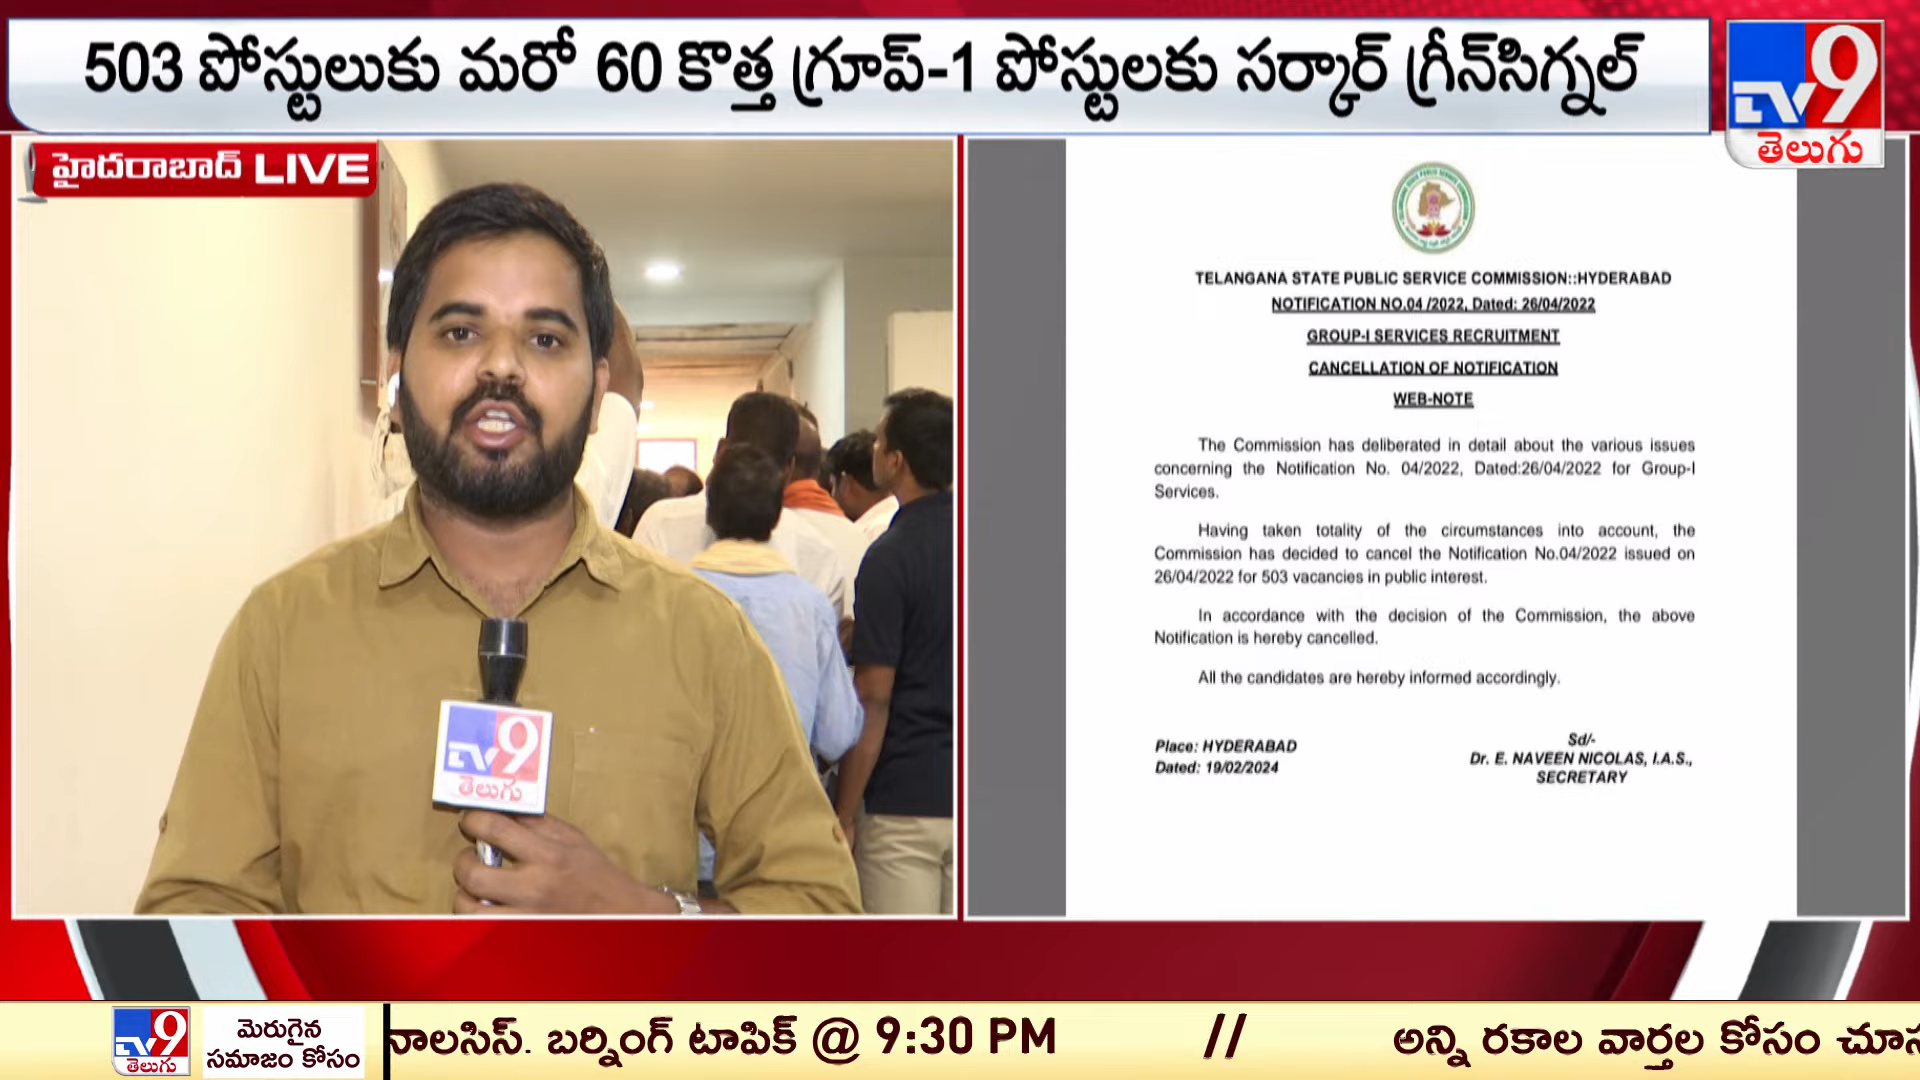 503 పోస్టులుకు మరో 60 కొత్త గ్రూప్-1 పోస్టులకు సర్కార్ గ్రీన్‌సిగ్నల్
TV9
తెలుగు
హైదరాబాద్ LIVE
TELANGANA STATE PUBLIC SERVICE COMMISSION::HYDERABAD
NOTIFICATION NO.04 /2022, Dated: 26/04/2022
GROUP-I SERVICES RECRUITMENT
CANCELLATION OF NOTIFICATION
WEB-NOTE
The Commission has deliberated in detail about the various issues
concerning the Notification No. 04/2022, Dated:26/04/2022 for Group-I
Services.
Having taken totality of the circumstances into account, the
Commission has decided to cancel the Notification No.04/2022 issued on
26/04/2022 for 503 vacancies in public interest.
In accordance with the decision of the Commission, the above
Notification is hereby cancelled.
All the candidates are hereby informed accordingly.
Place: HYDERABAD
Dated: 19/02/2024
Sd/-
Dr. E. NAVEEN NICOLAS, I.A.S.,
SECRETARY
TV9
తెలుగు
TV9
తెలుగు
మెరుగైన
సమాజం కోసం
నాలసిస్. బర్నింగ్ టాపిక్ @ 9:30 PM // అన్ని రకాల వార్తల కోసం